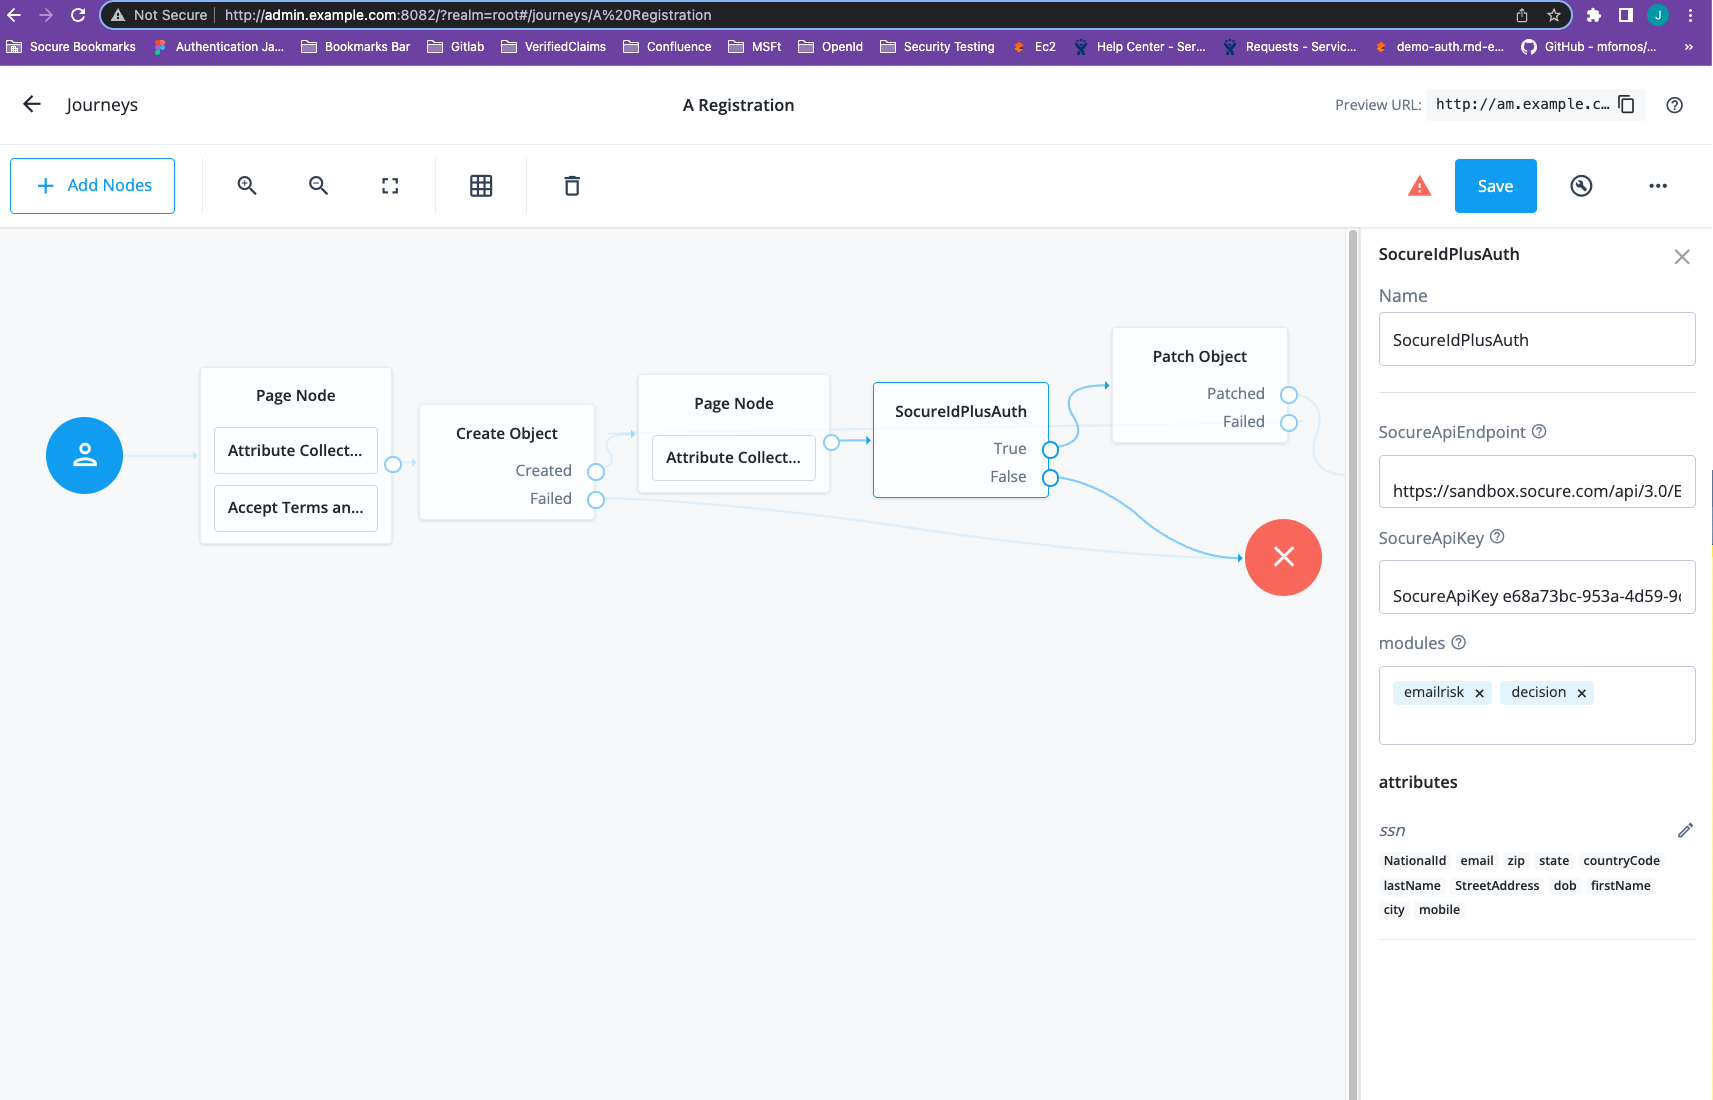 Not Secure | http://admin.example.com:8082/?realm=root#/journeys/A%20Registration
J
Socure Bookmarks Authentication Ja... Bookmarks Bar Gitlab VerifiedClaims Confluence MSFt OpenId Security Testing Ec2 Help Center - Ser... Requests - Servic... demo-auth.rnd-e... GitHub - mfornos/... »
Journeys
A Registration
Preview URL: http://am.example.c...
+ Add Nodes
Save
Page Node
Attribute Collect...
Accept Terms an...
Create Object
Created
Failed
Page Node
Attribute Collect...
SocureIdPlusAuth
True
False
Patch Object
Patched
Failed
SocureIdPlusAuth
Name
SocureIdPlusAuth
SocureApiEndpoint
https://sandbox.socure.com/api/3.0/E
SocureApiKey
SocureApiKey e68a73bc-953a-4d59-9
modules
emailrisk × decision ×
attributes
ssn
NationalId email zip state countryCode
lastName StreetAddress dob firstName
city mobile